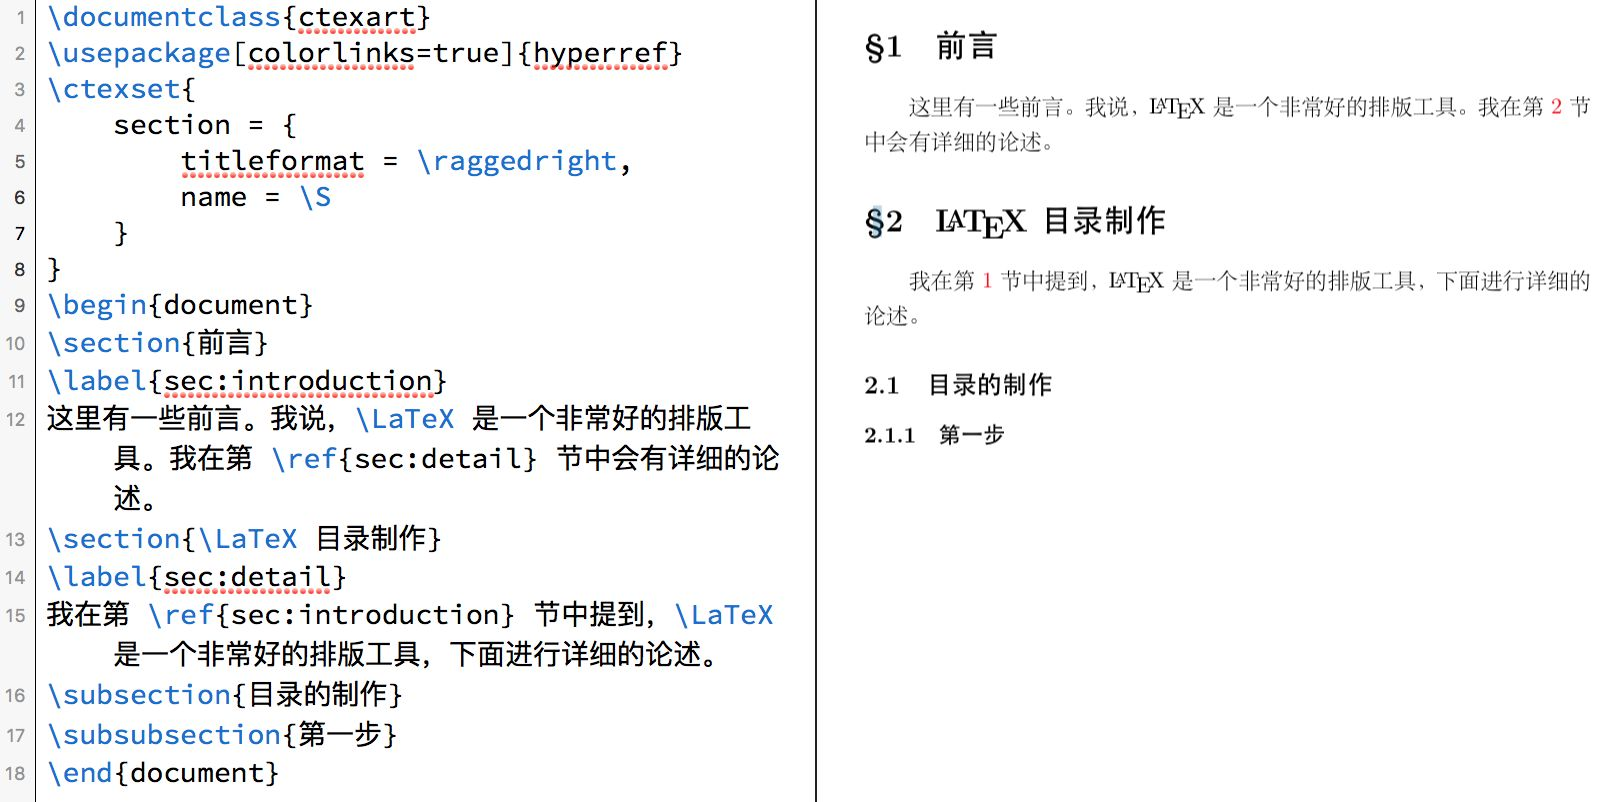 1 \documentclass{ctexart}
2 \usepackage[colorlinks=true]{hyperref}
3 \ctexset{
4 section = {
5 titleformat = \raggedright,
6 name = \S
7 }
8 }
9 \begin{document}
10 \section{前言}
11 \label{sec:introduction}
12 这里有一些前言。我说，\LaTeX 是一个非常好的排版工
具。我在第 \ref{sec:detail} 节中会有详细的论
述。
13 \section{\LaTeX 目录制作}
14 \label{sec:detail}
15 我在第 \ref{sec:introduction} 节中提到，\LaTeX
是一个非常好的排版工具，下面进行详细的论述。
16 \subsection{目录的制作}
17 \subsubsection{第一步}
18 \end{document}
§1 前言
这里有一些前言。我说，LATEX 是一个非常好的排版工具。我在第 2 节
中会有详细的论述。
§2 LATEX 目录制作
我在第 1 节中提到，LATEX 是一个非常好的排版工具，下面进行详细的
论述。
2.1 目录的制作
2.1.1 第一步